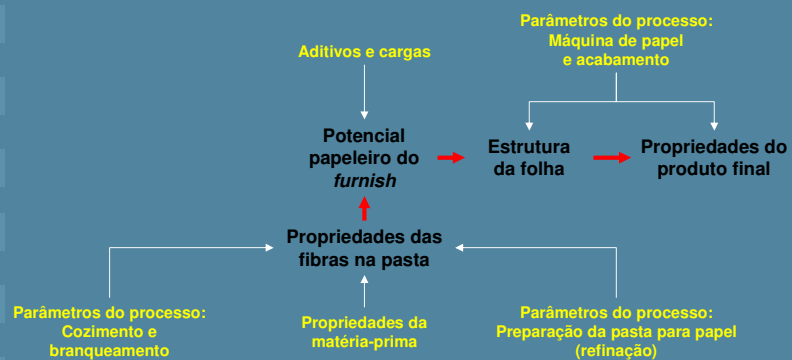 Parâmetros do processo:
Máquina de papel
e acabamento
Aditivos e cargas
Potencial
papeleiro do
furnish
Estrutura
da folha
Propriedades do
produto final
Propriedades das
fibras na pasta
Parâmetros do processo:
Cozimento e
branqueamento
Propriedades da
matéria-prima
Parâmetros do processo:
Preparação da pasta para papel
(refinação)